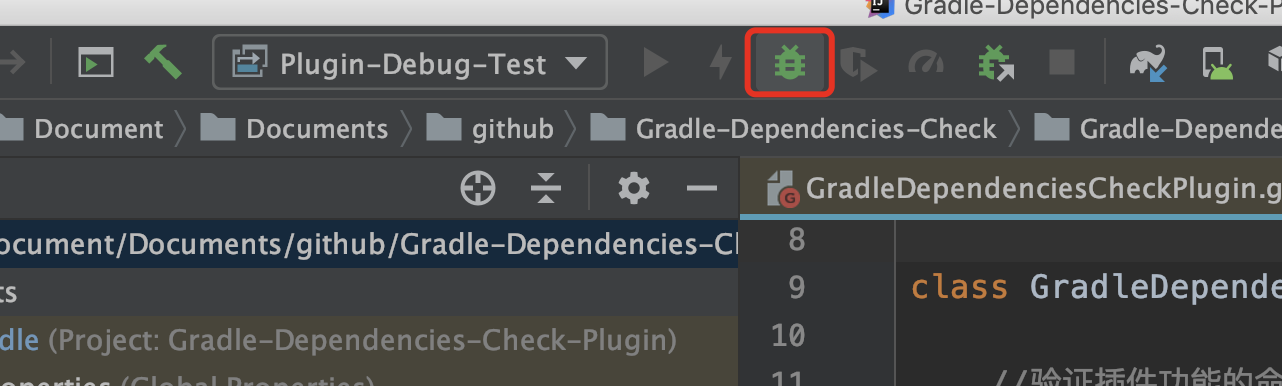 Gradle-Dependencies-Check-P
Plugin-Debug-Test
Document Documents github Gradle-Dependencies-Check Gradle-Depende
GradleDependenciesCheckPlugin.g
ocument/Documents/github/Gradle-Dependencies-C
ts
dle (Project: Gradle-Dependencies-Check-Plugin)
operties (Global Properties)
8
9 class GradleDepende
10
11 //验证插件功能的命